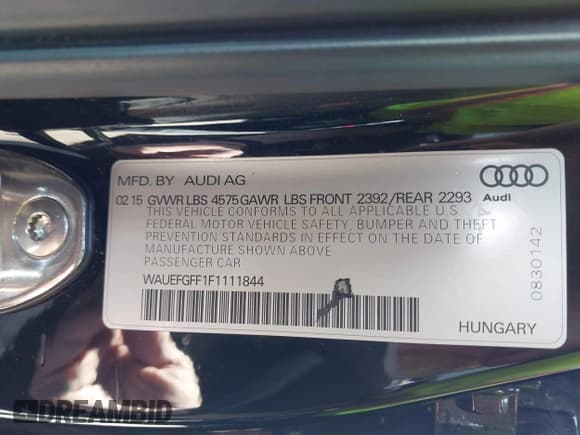 MFD. BY AUDI AG
02 15 GVWR LBS 4575 GAWR LBS FRONT 2392/REAR 2293
THIS VEHICLE CONFORMS TO ALL APPLICABLE U.S.
FEDERAL MOTOR VEHICLE SAFETY, BUMPER AND THEFT
PREVENTION STANDARDS IN EFFECT ON THE DATE OF
MANUFACTURE SHOWN ABOVE
PASSENGER CAR
WAUEFGFF1F1111844
Audi
0830142
HUNGARY
DREAMBID